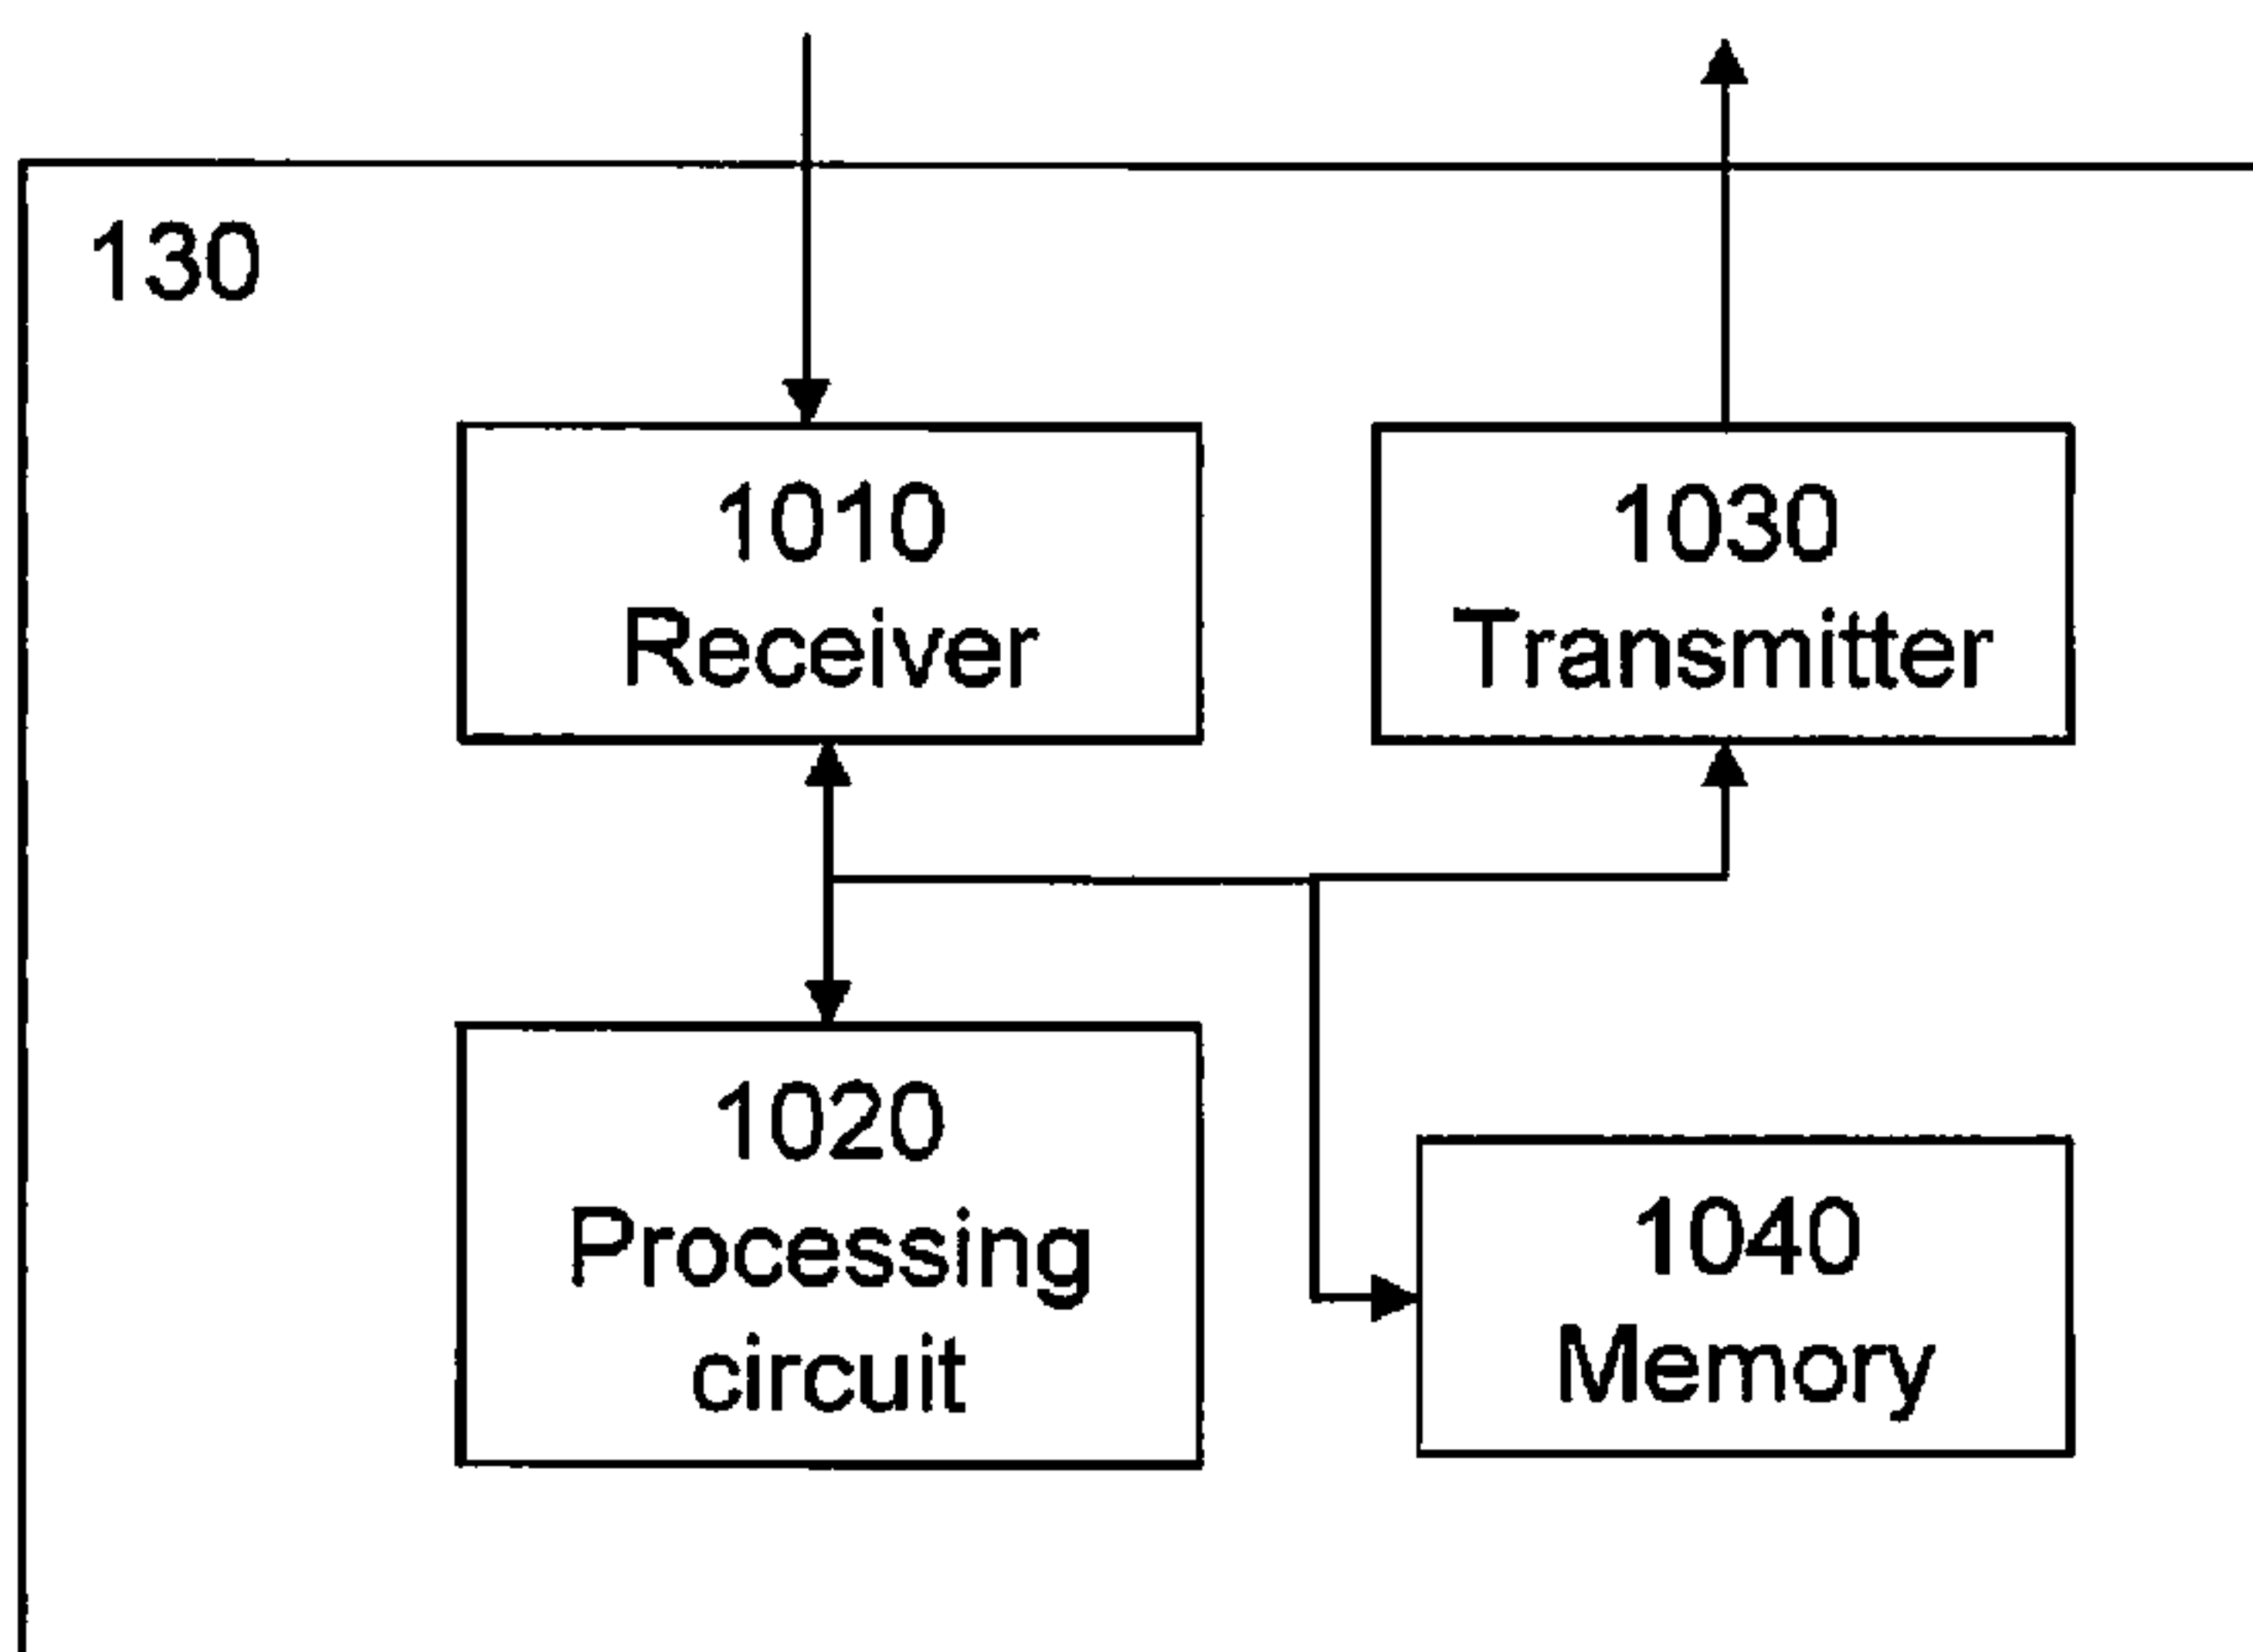 130
1010
Receiver
1030
Transmitter
1020
Processing
circuit
1040
Memory